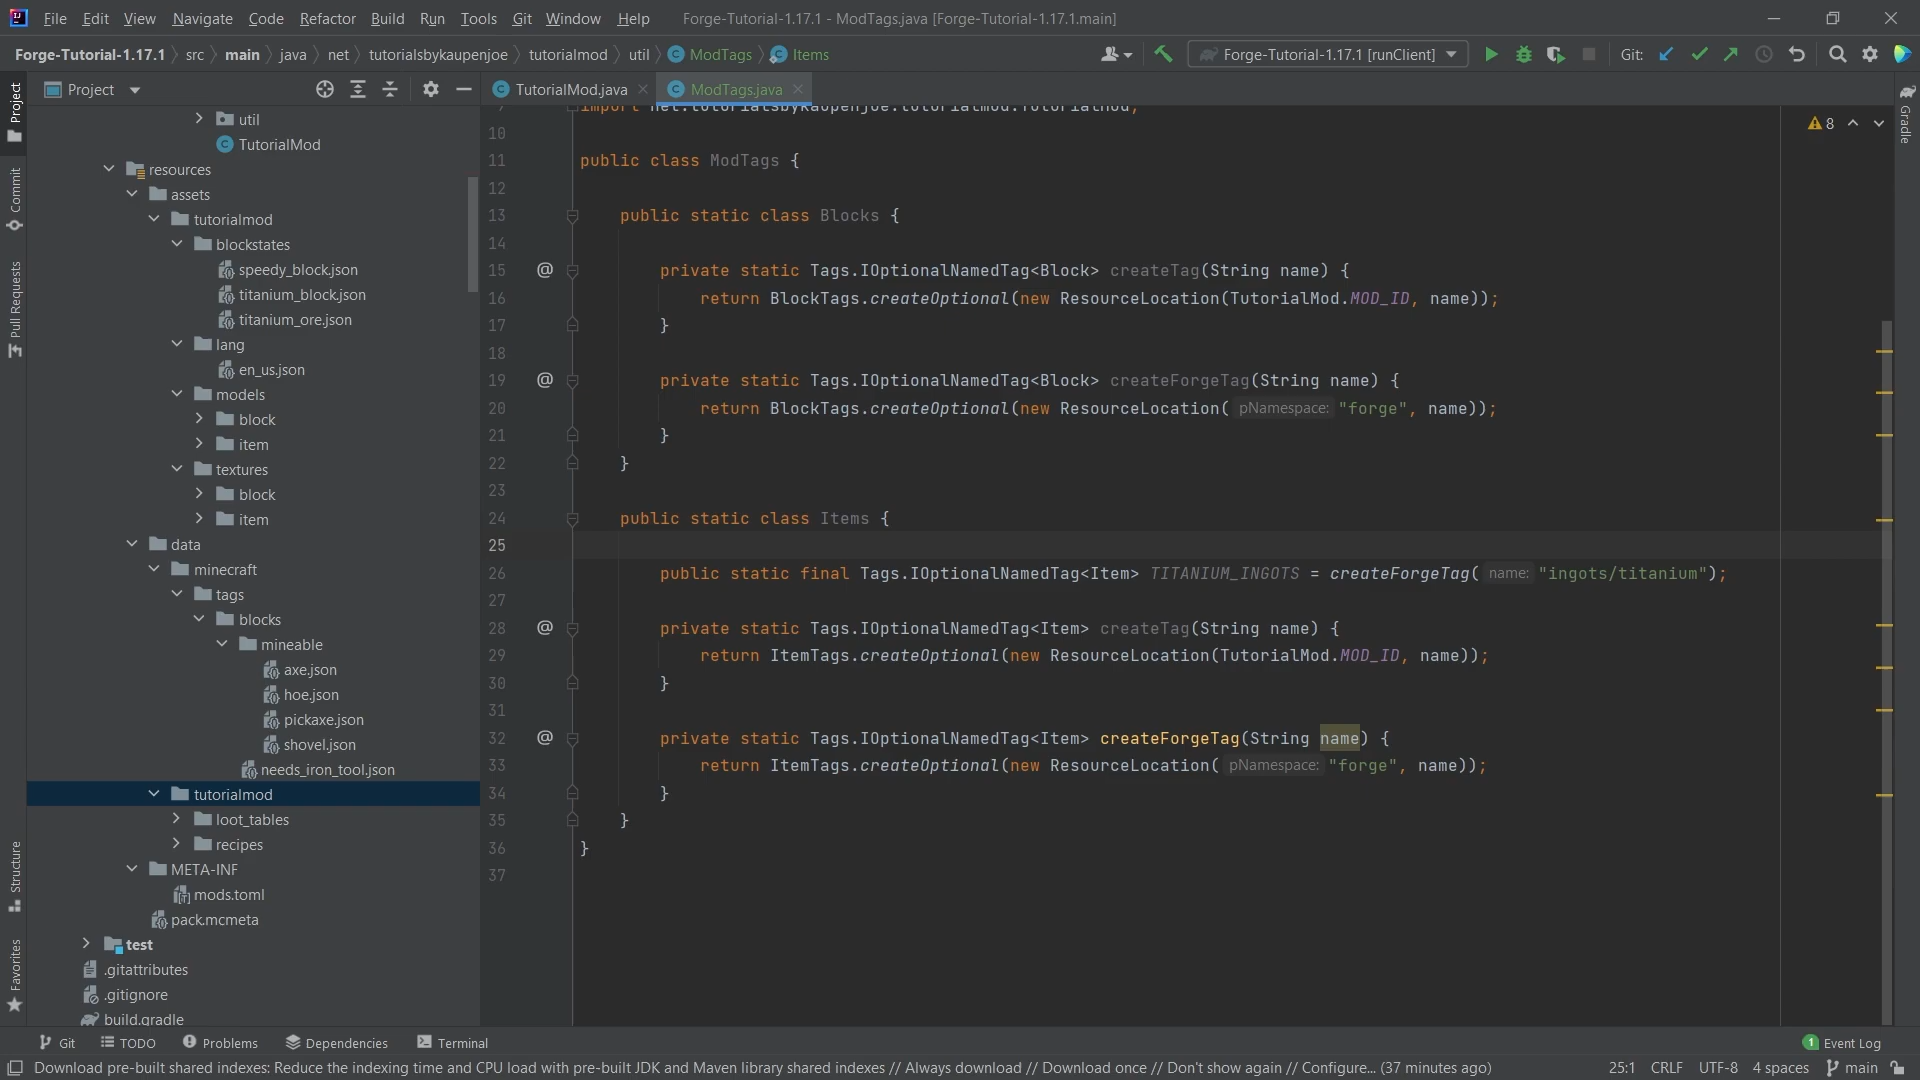 File Edit View Navigate Code Refactor Build Run Tools Git Window Help Forge-Tutorial-1.17.1 - ModTags.java [Forge-Tutorial-1.17.1.main]
Forge-Tutorial-1.17.1 src main java net tutorialsbykaupenjoe tutorialmod util ModTags Items Forge-Tutorial-1.17.1 [runClient] Git:
Project
TutorialMod.java
ModTags.java
Project
Commit
Pull Requests
Structure
Favorites
Gradle
util
TutorialMod
resources
assets
tutorialmod
blockstates
speedy_block.json
titanium_block.json
titanium_ore.json
lang
en_us.json
models
block
item
textures
block
item
data
minecraft
tags
blocks
mineable
axe.json
hoe.json
pickaxe.json
shovel.json
needs_iron_tool.json
tutorialmod
loot_tables
recipes
META-INF
mods.toml
pack.mcmeta
test
.gitattributes
.gitignore
build.gradle
8
import net.tutorialsbykaupenjoe.tutorialmod.TutorialMod;
10
11 public class ModTags {
12
13 public static class Blocks {
14
15 @ private static Tags.IOptionalNamedTag<Block> createTag(String name) {
16 return BlockTags.createOptional(new ResourceLocation(TutorialMod.MOD_ID, name));
17 }
18
19 @ private static Tags.IOptionalNamedTag<Block> createForgeTag(String name) {
20 return BlockTags.createOptional(new ResourceLocation( pNamespace: "forge", name));
21 }
22 }
23
24 public static class Items {
25
26 public static final Tags.IOptionalNamedTag<Item> TITANIUM_INGOTS = createForgeTag( name: "ingots/titanium");
27
28 @ private static Tags.IOptionalNamedTag<Item> createTag(String name) {
29 return ItemTags.createOptional(new ResourceLocation(TutorialMod.MOD_ID, name));
30 }
31
32 @ private static Tags.IOptionalNamedTag<Item> createForgeTag(String name) {
33 return ItemTags.createOptional(new ResourceLocation( pNamespace: "forge", name));
34 }
35 }
36 }
37
Git TODO Problems Dependencies Terminal 1 Event Log
Download pre-built shared indexes: Reduce the indexing time and CPU load with pre-built JDK and Maven library shared indexes // Always download // Download once // Don't show again // Configure... (37 minutes ago) 25:1 CRLF UTF-8 4 spaces main